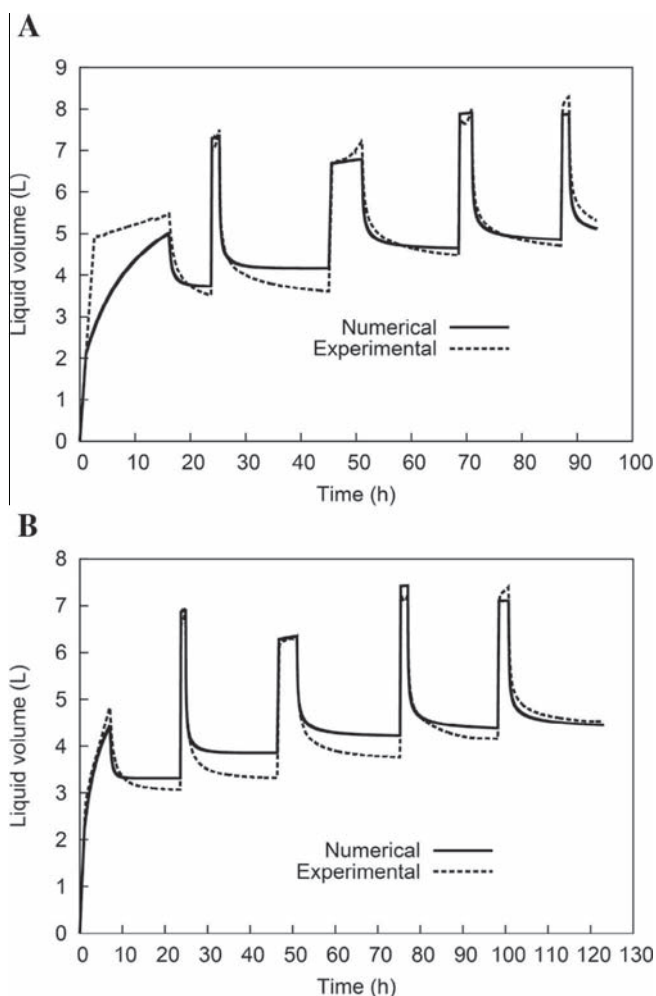 A
9
8
7
6
5
4
3
2
1
0
Liquid volume (L)
Numerical
Experimental
0 10 20 30 40 50 60 70 80 90 100
Time (h)
B
8
7
6
5
4
3
2
1
0
Liquid volume (L)
Numerical
Experimental
0 10 20 30 40 50 60 70 80 90 100 110 120 130
Time (h)